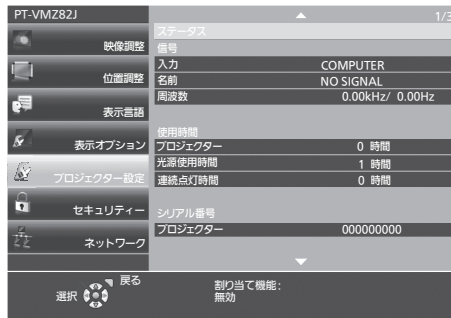 PT-VMZ82J
1/3
映像調整
位置調整
表示言語
表示オプション
プロジェクター設定
セキュリティー
ネットワーク
ステータス
信号
入力 COMPUTER
名前 NO SIGNAL
周波数 0.00kHz/ 0.00Hz
使用時間
プロジェクター 0 時間
光源使用時間 1 時間
連続点灯時間 0 時間
シリアル番号
プロジェクター 000000000
選択
戻る
割り当て機能:
無効